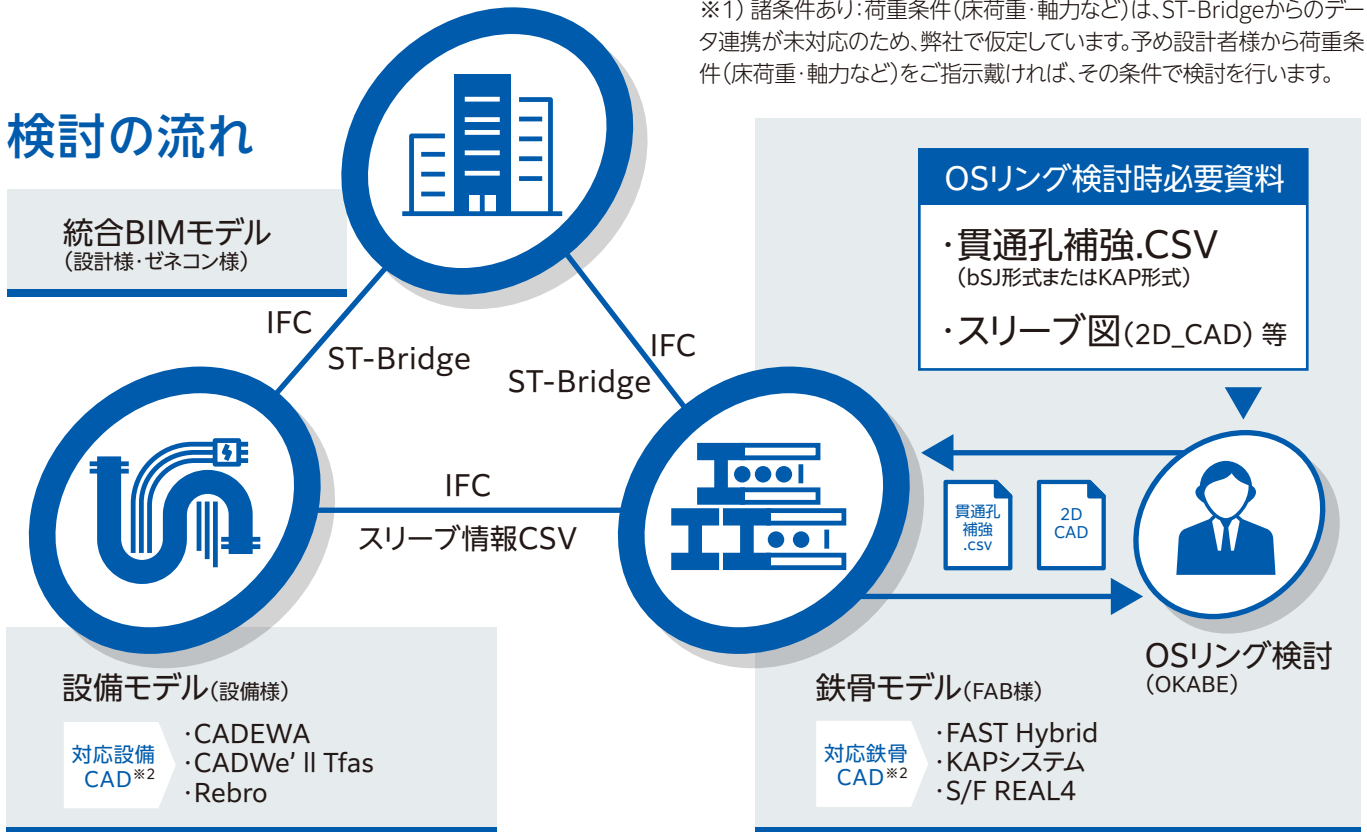 ※1) 諸条件あり:荷重条件(床荷重·軸力など)は、ST-Bridgeからのデー
タ連携が未対応のため、弊社で仮定しています。予め設計者様から荷重条
件(床荷重·軸力など)をご指示戴ければ、その条件で検討を行います。
検討の流れ
統合BIMモデル
(設計様·ゼネコン様)
IFC
ST-Bridge
IFC
ST-Bridge
IFC
スリーブ情報CSV
OSリング検討時必要資料
·貫通孔補強.CSV
(bSJ形式またはKAP形式)
·スリーブ図(2D_CAD) 等
貫通孔
補強
.csv
2D
CAD
OSリング検討
(OKABE)
設備モデル(設備様)
対応設備
CAD※2
·CADEWA
·CADWe' ll Tfas
·Rebro
鉄骨モデル(FAB様)
対応鉄骨
CAD※2
·FAST Hybrid
·KAPシステム
·S/F REAL4